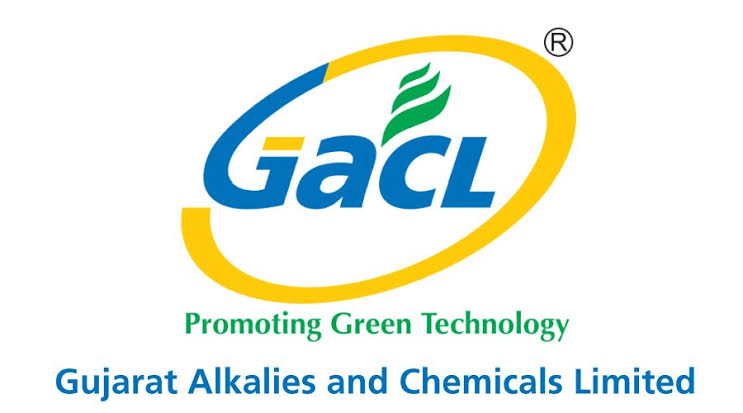 ®
GACL
Promoting Green Technology
Gujarat Alkalies and Chemicals Limited